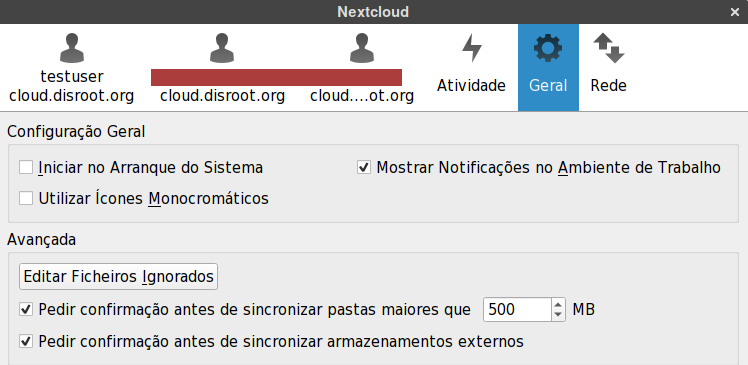 Nextcloud
testuser
cloud.disroot.org
cloud.disroot.org
cloud....ot.org
Atividade
Geral
Rede
Configuração Geral
Iniciar no Arranque do Sistema
Mostrar Notificações no Ambiente de Trabalho
Utilizar Ícones Monocromáticos
Avançada
Editar Ficheiros Ignorados
Pedir confirmação antes de sincronizar pastas maiores que 500 MB
Pedir confirmação antes de sincronizar armazenamentos externos